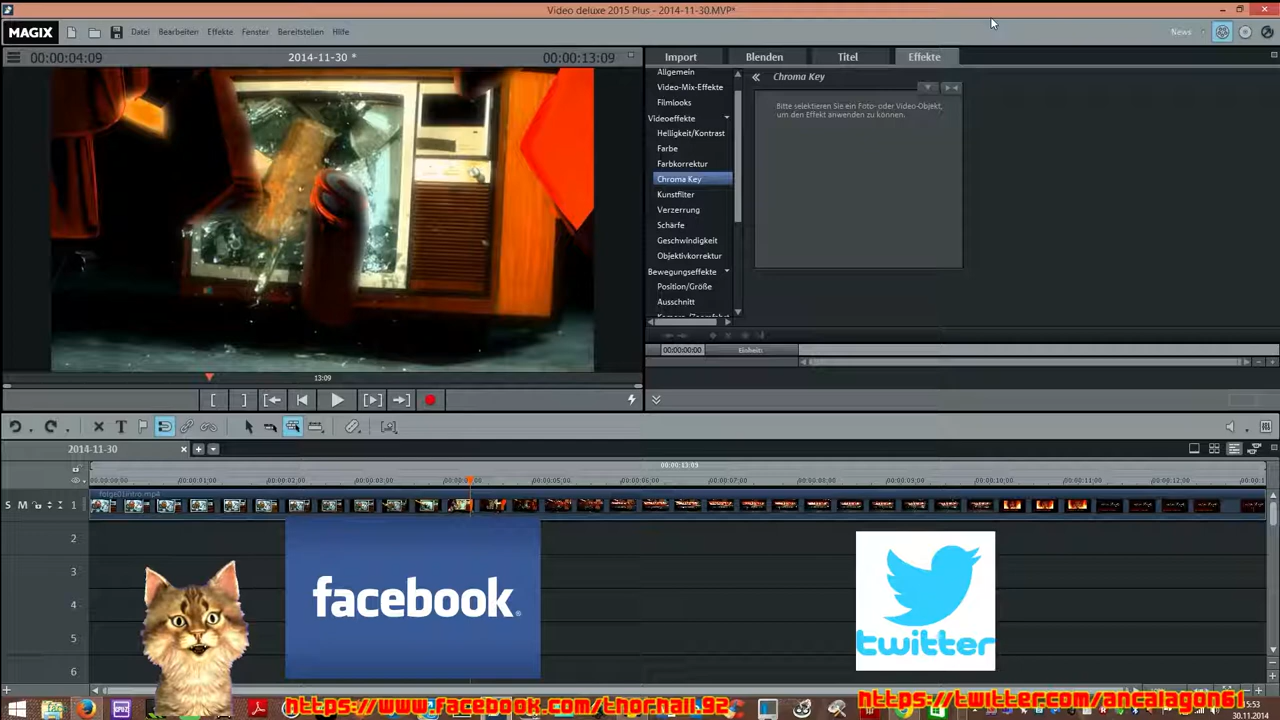 Video deluxe 2015 Plus - 2014-11-30.MVP*
MAGIX Datei Bearbeiten Effekte Fenster Bereitstellen Hilfe News
00:00:04:09 2014-11-30 * 00:00:13:09
Import Blenden Titel Effekte
Allgemein
Video-Mix-Effekte
Filmlooks
Videoeffekte
Helligkeit/Kontrast
Farbe
Farbkorrektur
Chroma Key
Kunstfilter
Verzerrung
Schärfe
Geschwindigkeit
Objektivkorrektur
Bewegungseffekte
Position/Größe
Ausschnitt
Chroma Key
Bitte selektieren Sie ein Foto- oder Video-Objekt,
um den Effekt anwenden zu können.
00:00:00:00 Einheit:
13:09
2014-11-30
00:00:13:09
00:00:00:00 00:00:01:00 00:00:02:00 00:00:03:00 00:00:05:00 00:00:06:00 00:00:07:00 00:00:08:00 00:00:09:00 00:00:10:00 00:00:11:00 00:00:12:00
folge01intro.mp4
S M 1
2
3
4
5
6
facebook
twitter
https://www.facebook.com/thornail.92
https://twitter.com/ancalagon61
15:53
30.11.2014